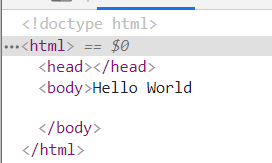 <!doctype html>
···<html> == $0
<head></head>
<body>Hello World
</body>
</html>